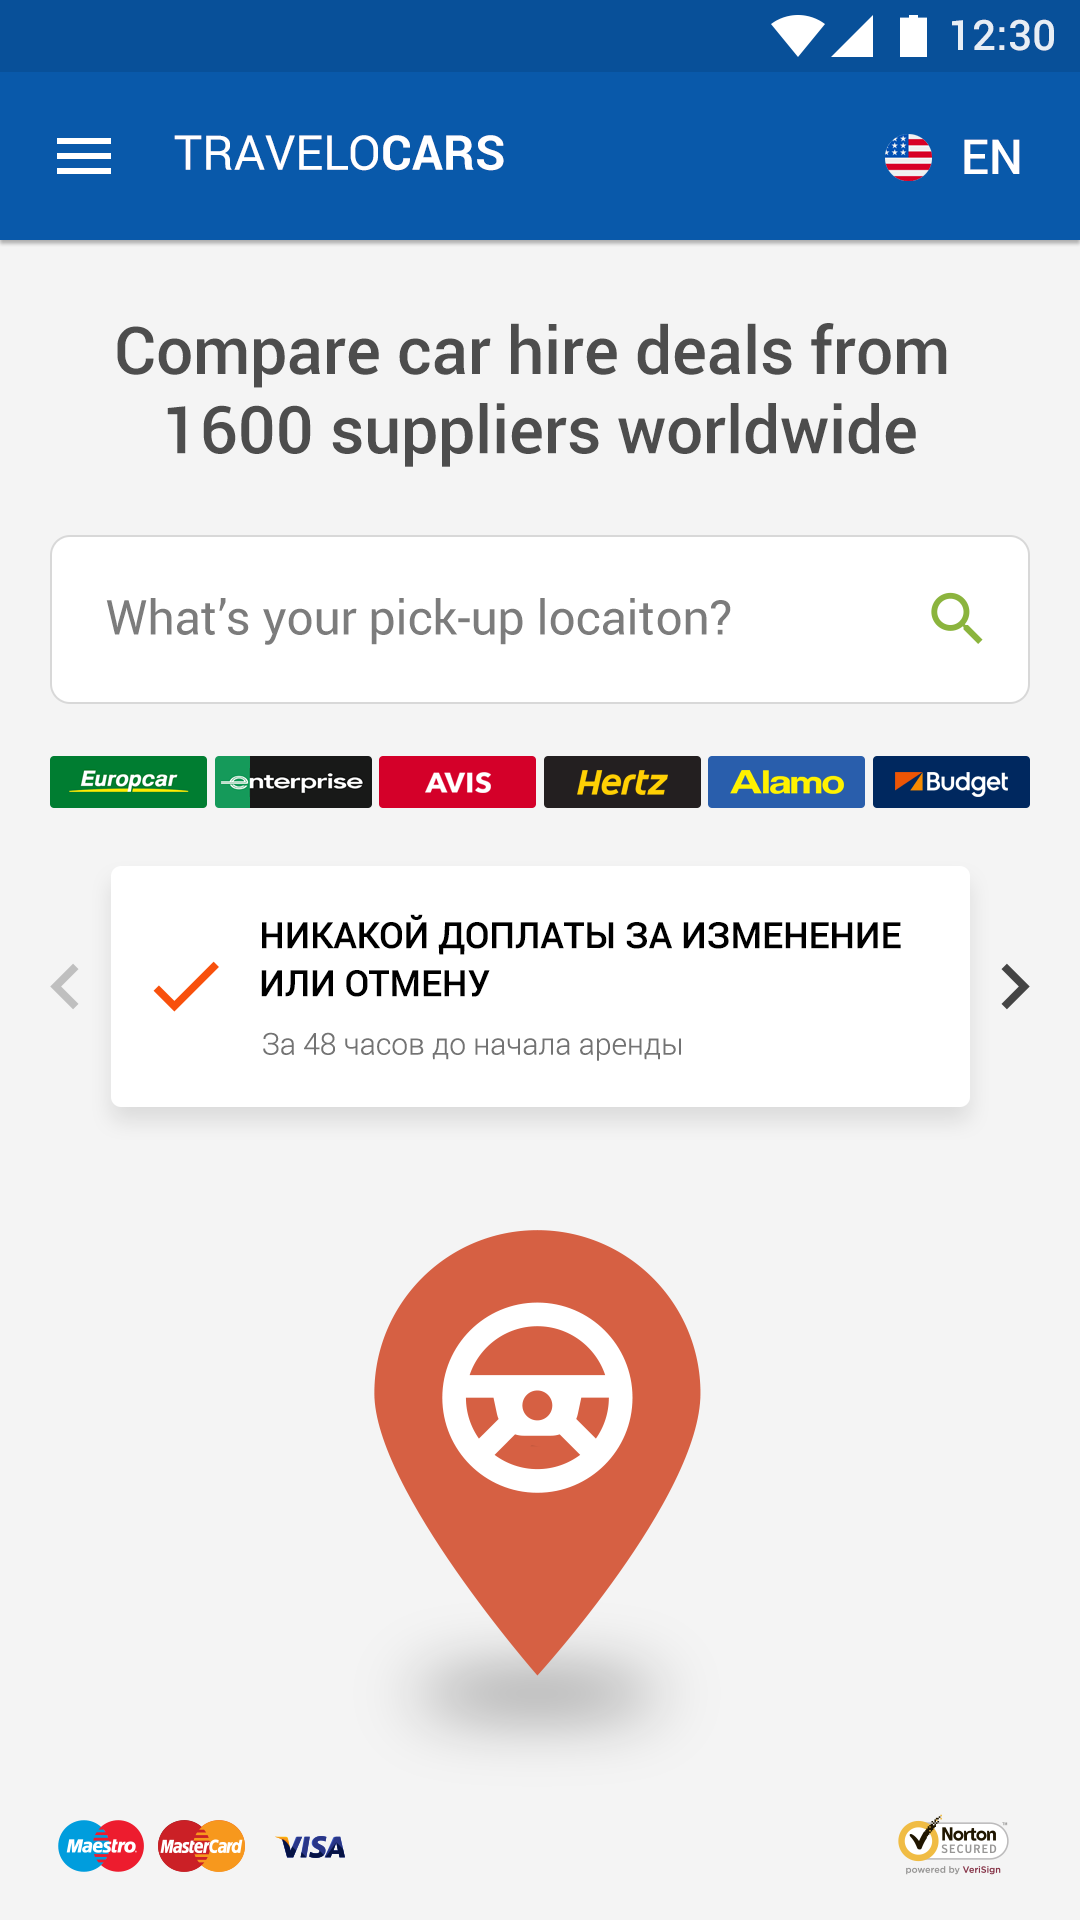 12:30
TRAVELOCARS
EN
Compare car hire deals from
1600 suppliers worldwide
What's your pick-up locaiton?
Europcar enterprise AVIS Hertz Alamo Budget
НИКАКОЙ ДОПЛАТЫ ЗА ИЗМЕНЕНИЕ
ИЛИ ОТМЕНУ
За 48 часов до начала аренды
Maestro MasterCard VISA
Norton
SECURED
powered by VeriSign